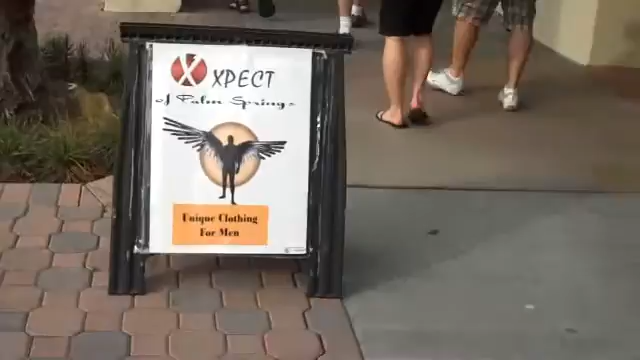 X XPECT
of Palm Springs
Unique Clothing
For Men